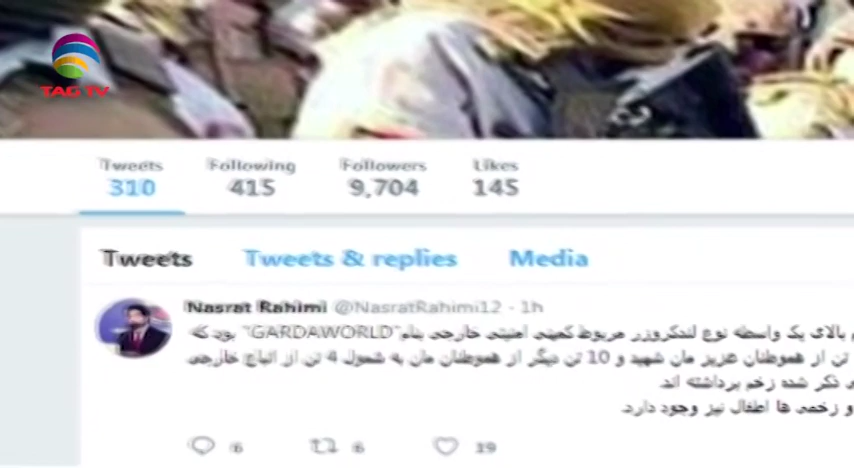 TAG TV
Tweets Following Followers Likes
310 415 9,704 145
Tweets Tweets & replies Media
Nasrat Rahimi @NasratRahimi12 - 1h
بالای یک واسطه نوع لندکروزر مربوط کمپنی امنیتی خارجی بنام "GARDAWORLD" بود که
تن از هموطنان عزیز مان شهید و 10 تن دیگر از هموطنان مان به شمول 4 تن از اتباع خارجی
ذکر شده زخم برداشته اند
و زخمی ها اطفال نیز وجود دارد.
6 6 19